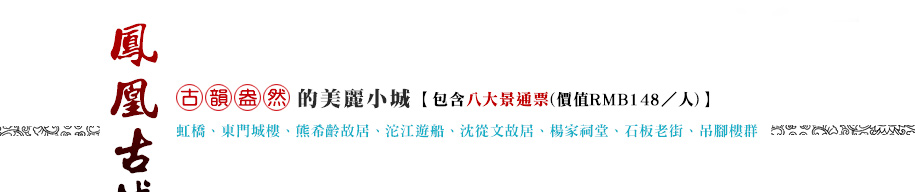 鳳凰古
古韻盎然的美麗小城【包含八大景通票(價值RMB148／人)】
虹橋、東門城樓、熊希齡故居、沱江遊船、沈從文故居、楊家祠堂、石板老街、吊腳樓群